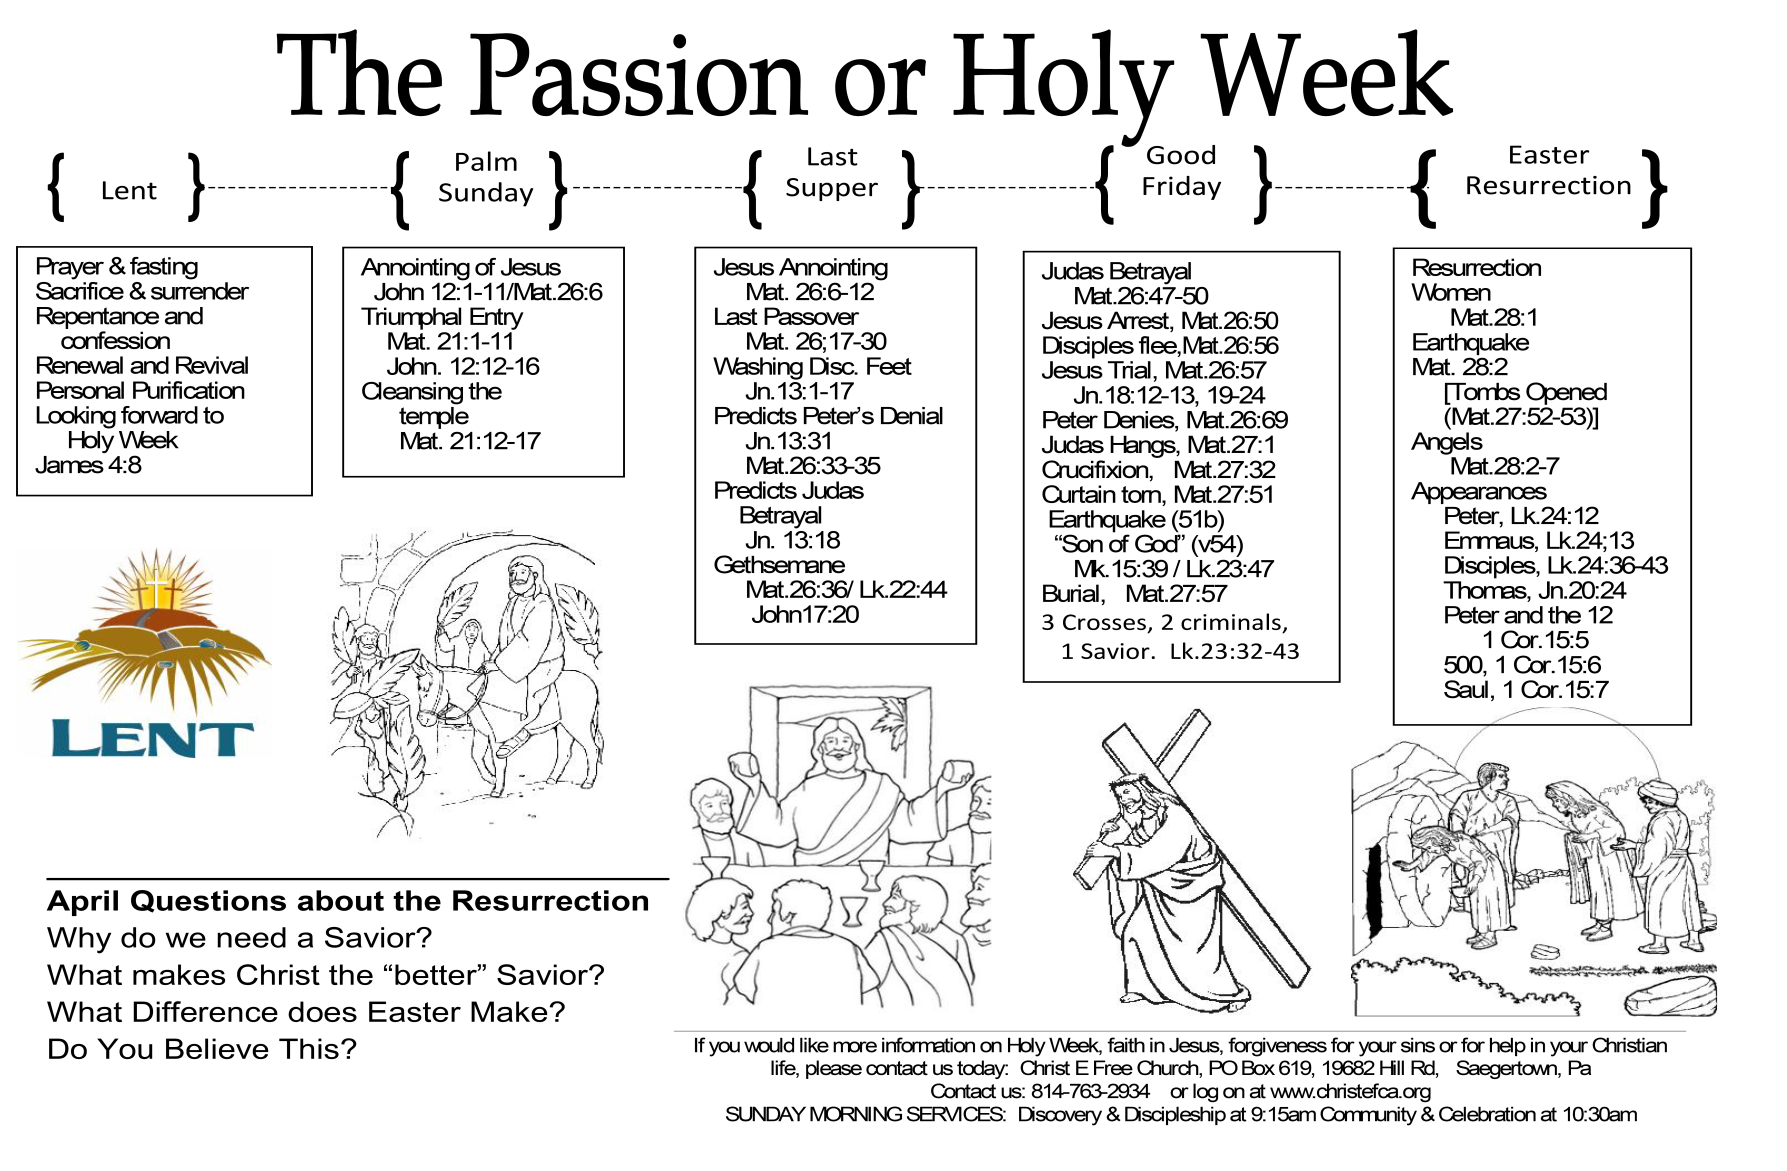 The Passion or Holy Week
{ Lent }
{ Palm
Sunday }
{ Last
Supper }
{ Good
Friday }
{ Easter
Resurrection }
Prayer & fasting
Sacrifice & surrender
Repentance and
confession
Renewal and Revival
Personal Purification
Looking forward to
Holy Week
James 4:8
Annointing of Jesus
John 12:1-11/Mat.26:6
Triumphal Entry
Mat. 21:1-11
John. 12:12-16
Cleansing the
temple
Mat. 21:12-17
Jesus Annointing
Mat. 26:6-12
Last Passover
Mat. 26;17-30
Washing Disc. Feet
Jn.13:1-17
Predicts Peter's Denial
Jn.13:31
Mat.26:33-35
Predicts Judas
Betrayal
Jn. 13:18
Gethsemane
Mat.26:36/ Lk.22:44
John17:20
Judas Betrayal
Mat.26:47-50
Jesus Arrest, Mat.26:50
Disciples flee,Mat.26:56
Jesus Trial, Mat.26:57
Jn.18:12-13, 19-24
Peter Denies, Mat.26:69
Judas Hangs, Mat.27:1
Crucifixion, Mat.27:32
Curtain torn, Mat.27:51
Earthquake (51b)
“Son of God” (v54)
Mk.15:39 / Lk.23:47
Burial, Mat.27:57
3 Crosses, 2 criminals,
1 Savior. Lk.23:32-43
Resurrection
Women
Mat.28:1
Earthquake
Mat. 28:2
[Tombs Opened
(Mat.27:52-53)]
Angels
Mat.28:2-7
Appearances
Peter, Lk.24:12
Emmaus, Lk.24;13
Disciples, Lk.24:36-43
Thomas, Jn.20:24
Peter and the 12
1 Cor.15:5
500, 1 Cor.15:6
Saul, 1 Cor.15:7
LENT
April Questions about the Resurrection
Why do we need a Savior?
What makes Christ the “better” Savior?
What Difference does Easter Make?
Do You Believe This?
If you would like more information on Holy Week, faith in Jesus, forgiveness for your sins or for help in your Christian
life, please contact us today: Christ E Free Church, PO Box 619, 19682 Hill Rd, Saegertown, Pa
Contact us: 814-763-2934 or log on at www.christefca.org
SUNDAY MORNING SERVICES: Discovery & Discipleship at 9:15am Community & Celebration at 10:30am